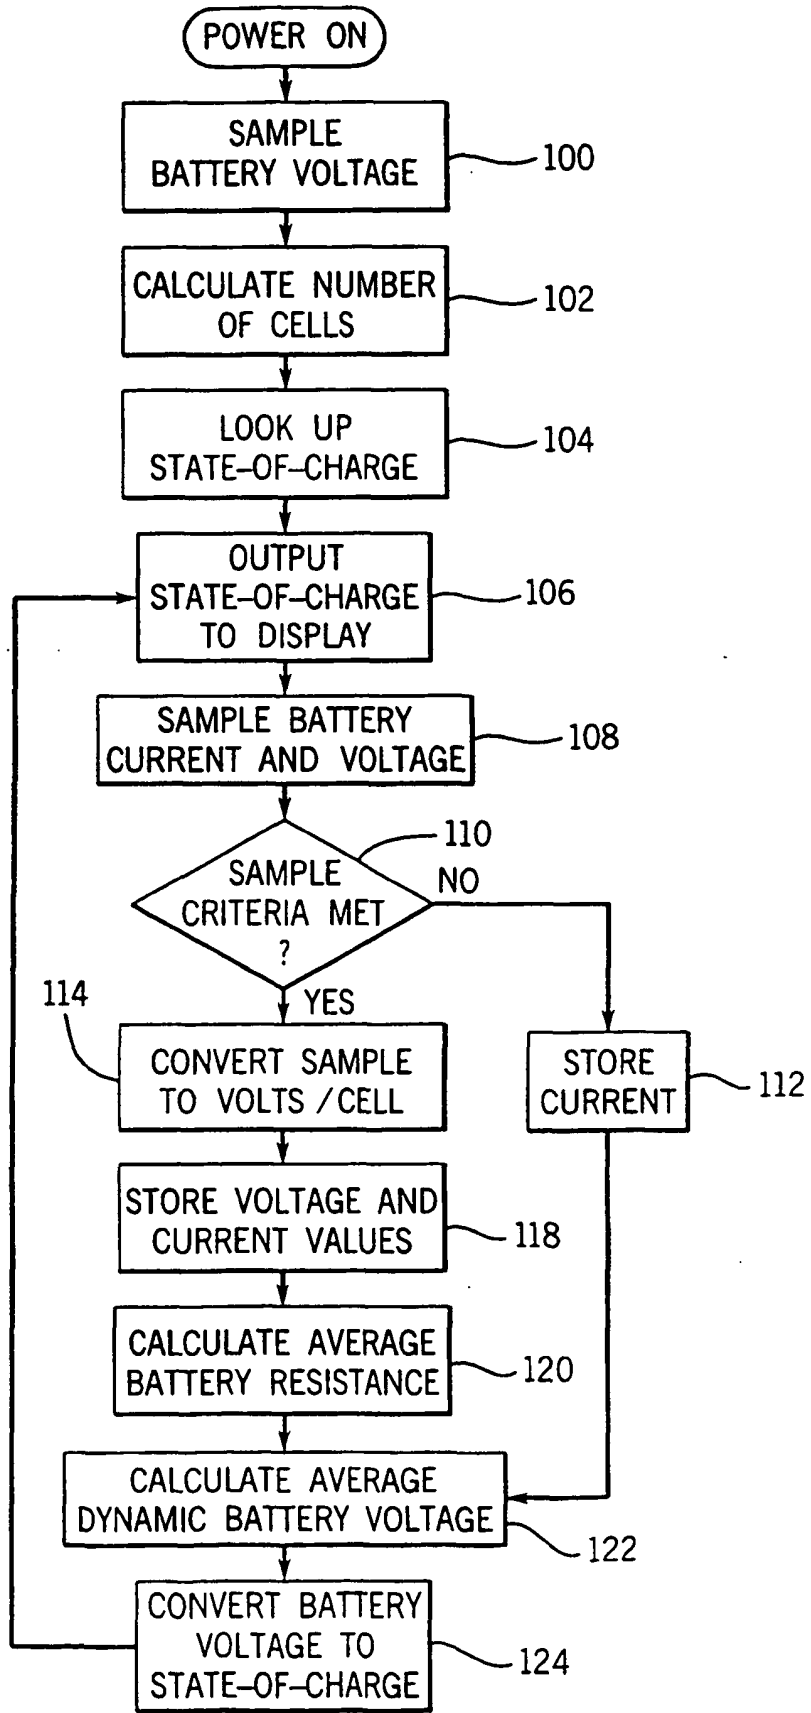 POWER ON
SAMPLE
BATTERY VOLTAGE
100
CALCULATE NUMBER
OF CELLS
102
LOOK UP
STATE-OF-CHARGE
104
OUTPUT
STATE-OF-CHARGE
TO DISPLAY
106
SAMPLE BATTERY
CURRENT AND VOLTAGE
108
110
SAMPLE
CRITERIA MET
?
NO
YES
114
CONVERT SAMPLE
TO VOLTS/CELL
STORE
CURRENT
112
STORE VOLTAGE AND
CURRENT VALUES
118
CALCULATE AVERAGE
BATTERY RESISTANCE
120
CALCULATE AVERAGE
DYNAMIC BATTERY VOLTAGE
122
CONVERT BATTERY
VOLTAGE TO
STATE-OF-CHARGE
124